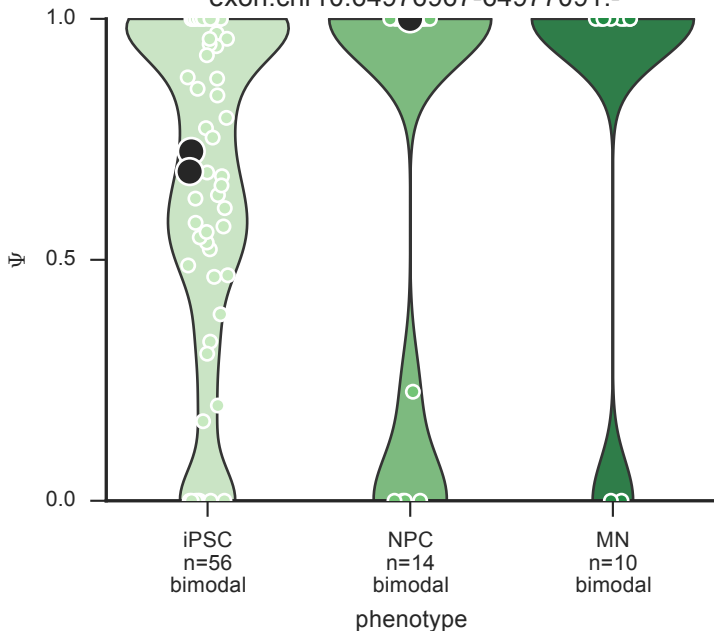 1.0
Ψ
0.5
0.0
iPSC
n=56
bimodal
NPC
n=14
bimodal
MN
n=10
bimodal
phenotype